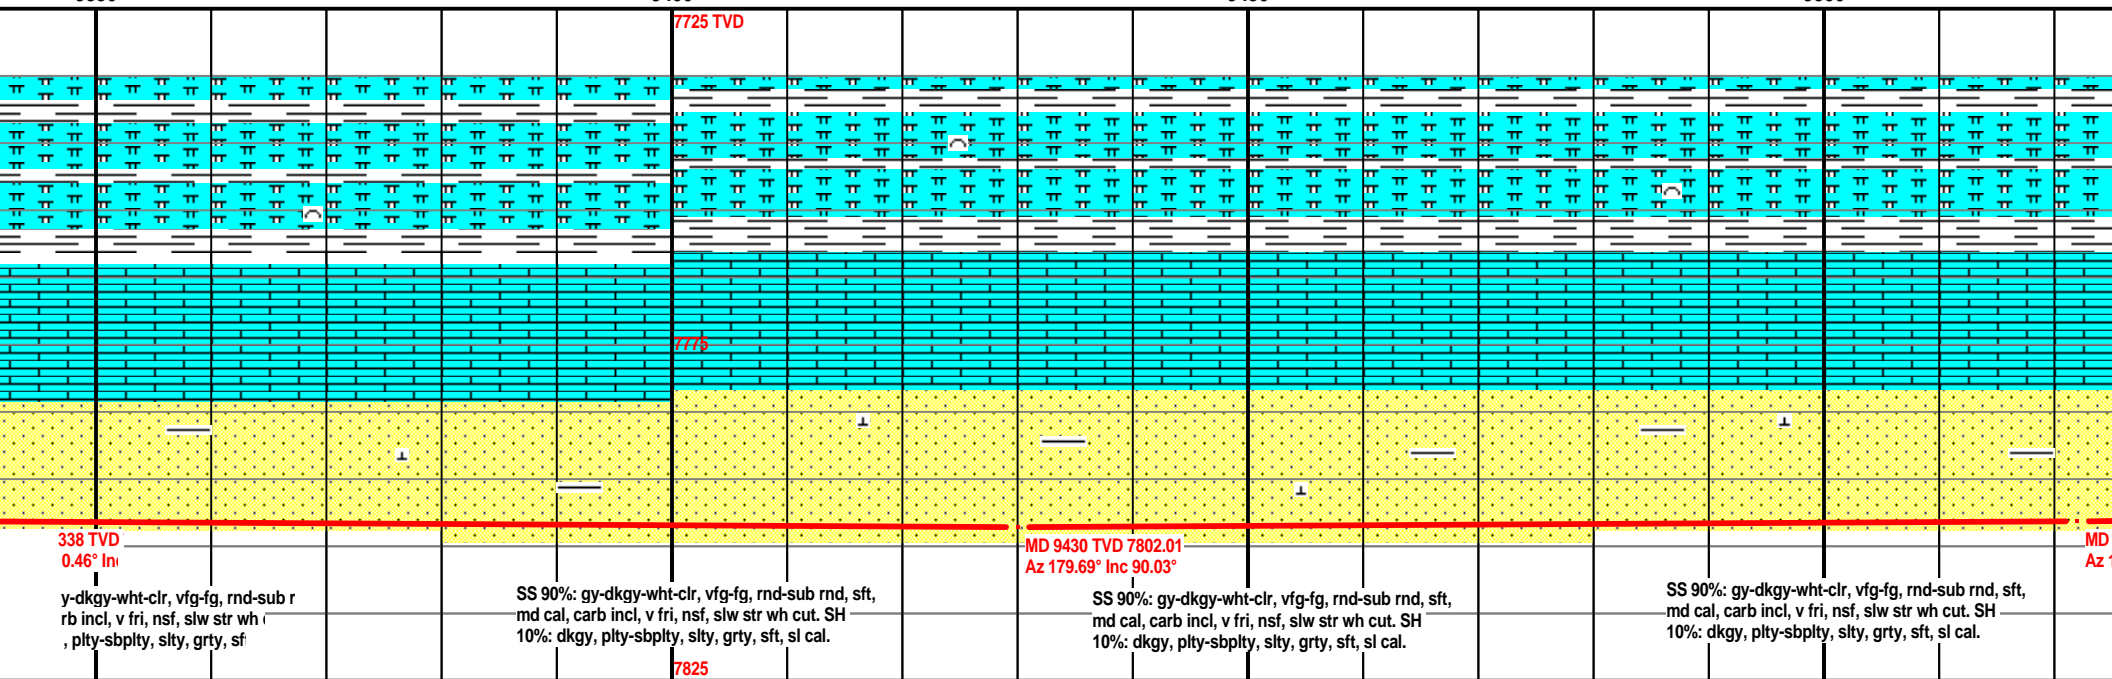 7725 TVD
7775
338 TVD
0.46°
MD 9430 TVD 7802.01
Az 179.69° Inc 90.03°
MD
Az
y-dkgy-wht-clr, vfg-fg, rnd-sub r
rb incl, v fri, nsf, slw str wh
, plty-sbplty, slty, grty, sf
SS 90%: gy-dkgy-wht-clr, vfg-fg, rnd-sub rnd, sft,
md cal, carb incl, v fri, nsf, slw str wh cut. SH
10%: dkgy, plty-sbplty, slty, grty, sft, sl cal.
SS 90%: gy-dkgy-wht-clr, vfg-fg, rnd-sub rnd, sft,
md cal, carb incl, v fri, nsf, slw str wh cut. SH
10%: dkgy, plty-sbplty, slty, grty, sft, sl cal.
SS 90%: gy-dkgy-wht-clr, vfg-fg, rnd-sub rnd, sft,
md cal, carb incl, v fri, nsf, slw str wh cut. SH
10%: dkgy, plty-sbplty, slty, grty, sft, sl cal.
7825